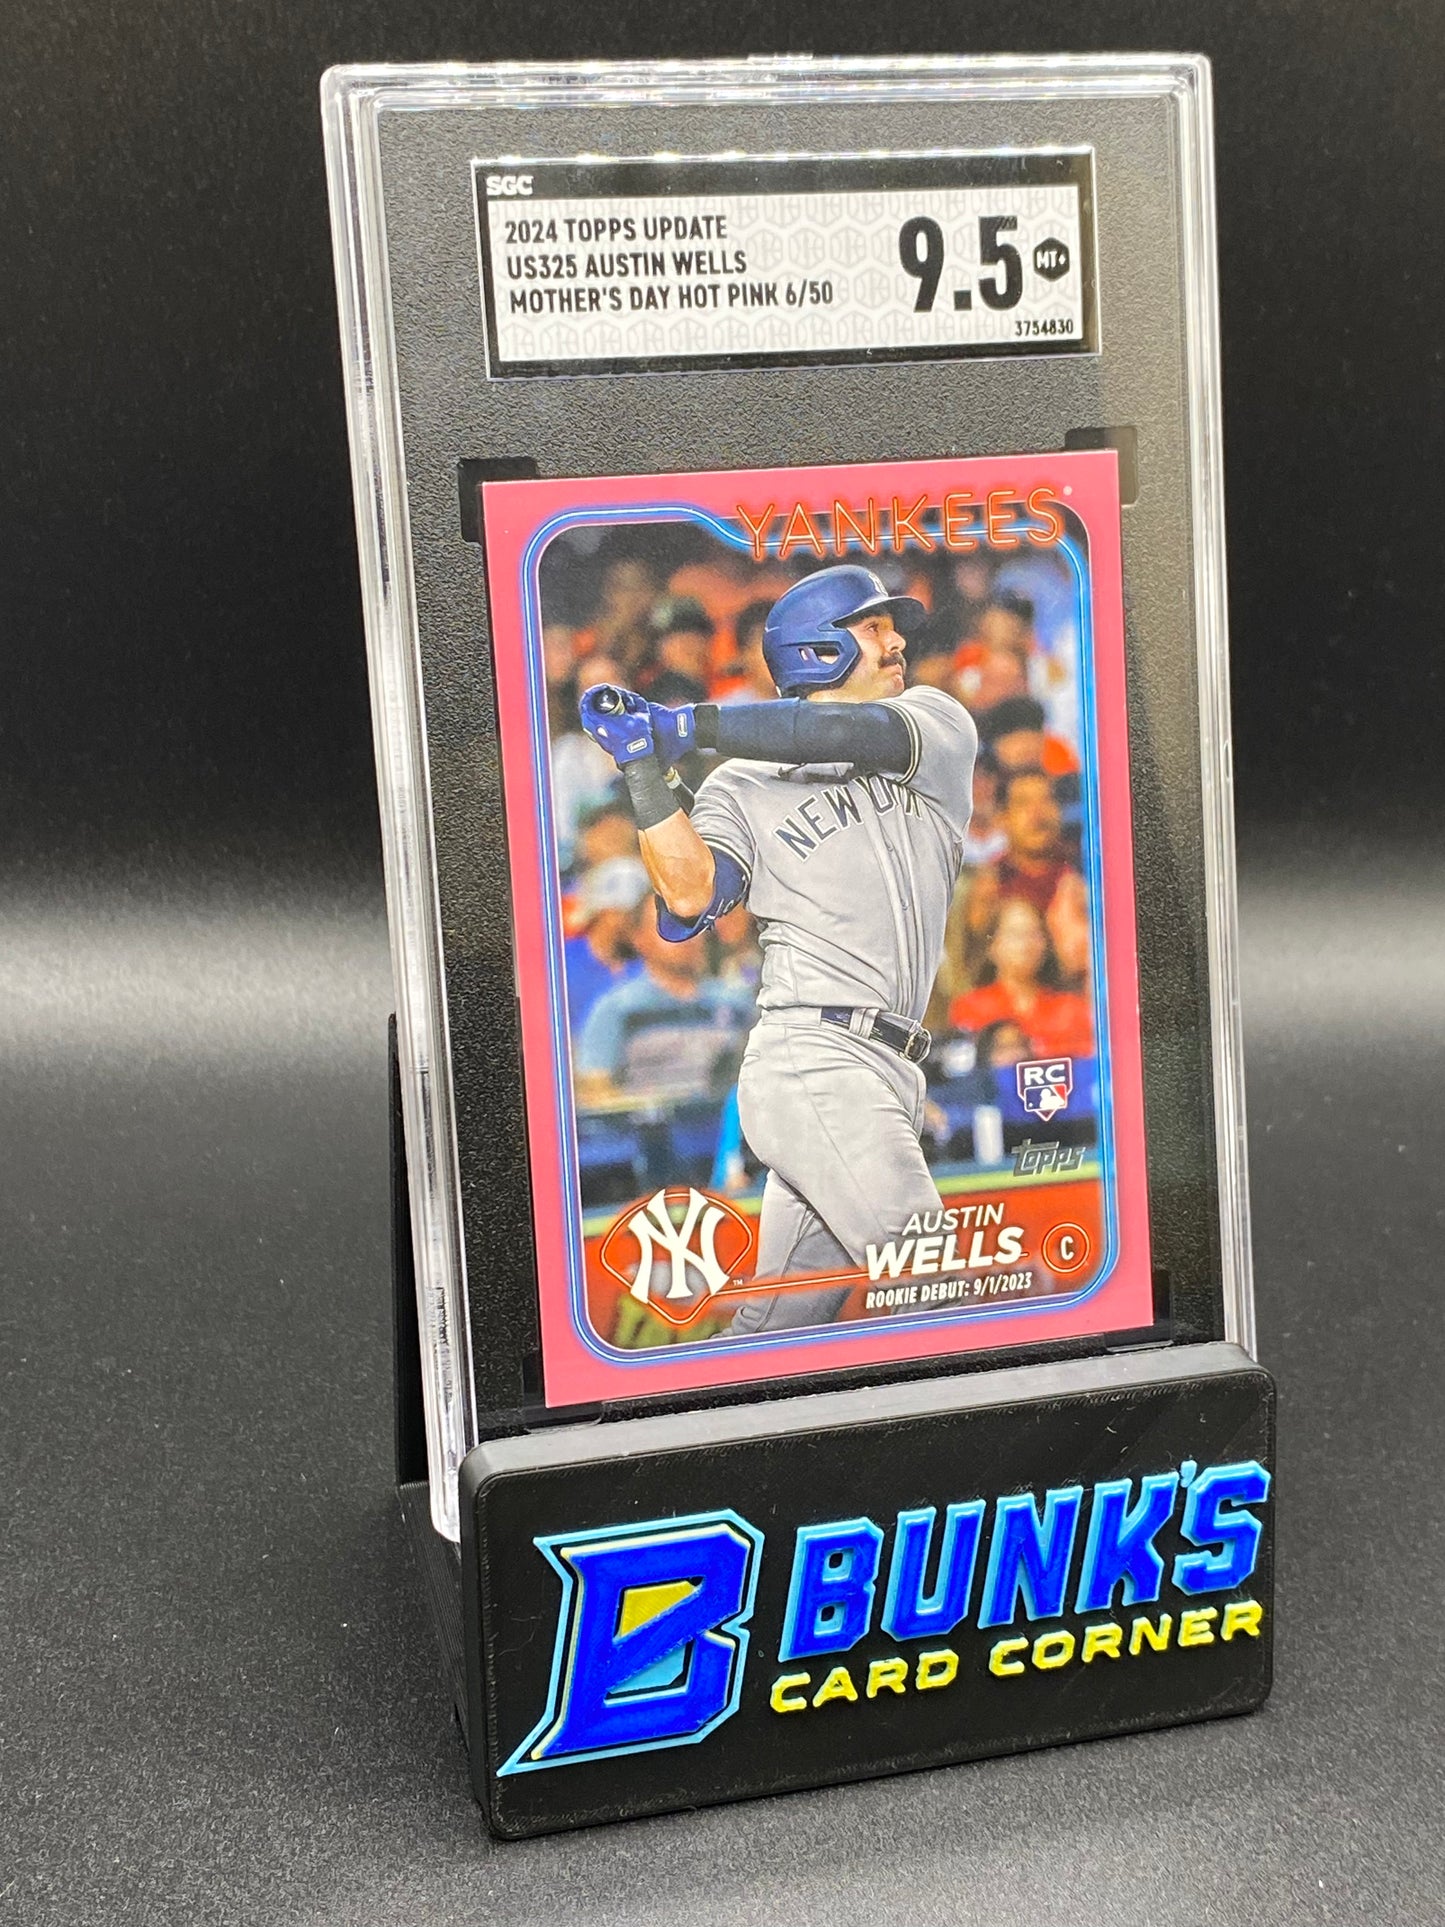 SGC
2024 TOPPS UPDATE
US325 AUSTIN WELLS
MOTHER'S DAY HOT PINK 6/50
9.5 MT+
3754830
YANKEES
NEW YORK
RC
Topps
NY
AUSTIN
WELLS
C
ROOKIE DEBUT: 9/1/2023
B BUNK'S
CARD CORNER